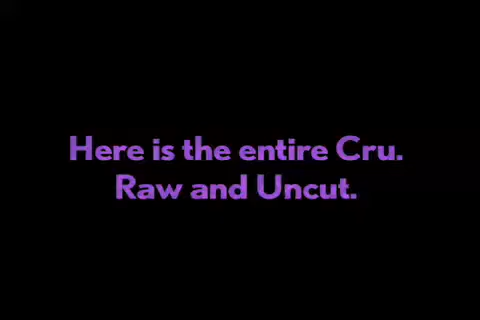 Here is the entire Cru.
Raw and Uncut.